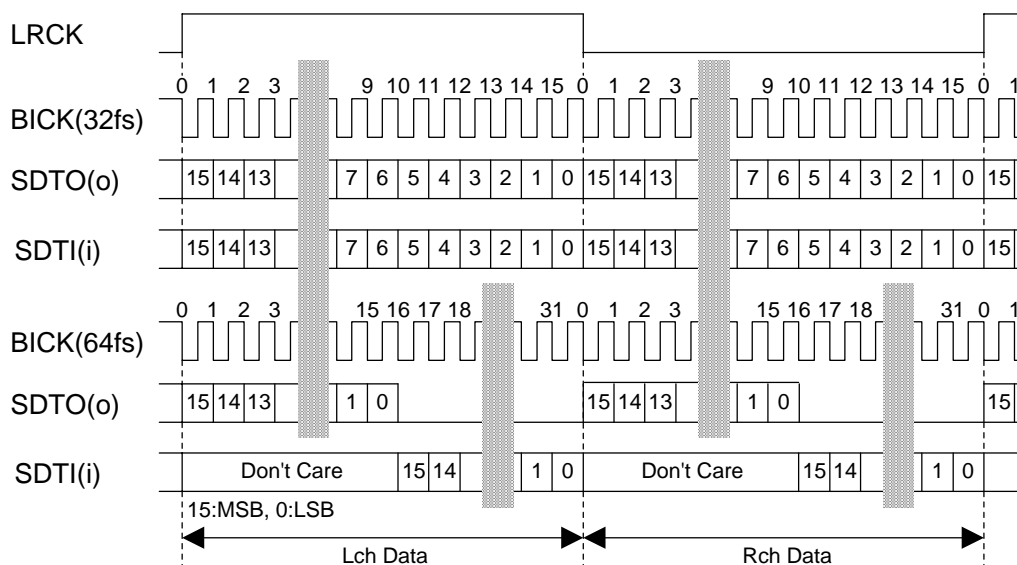 LRCK
0 1 2 3 9 10 11 12 13 14 15 0 1 2 3 9 10 11 12 13 14 15 0 1
BICK(32fs)
SDTO(o) 15 14 13 7 6 5 4 3 2 1 0 15 14 13 7 6 5 4 3 2 1 0 15
SDTI(i) 15 14 13 7 6 5 4 3 2 1 0 15 14 13 7 6 5 4 3 2 1 0 15
0 1 2 3 15 16 17 18 31 0 1 2 3 15 16 17 18 31 0 1
BICK(64fs)
SDTO(o) 15 14 13 1 0 15 14 13 1 0 15
SDTI(i) Don't Care 15 14 1 0 Don't Care 15 14 1 0
15:MSB, 0:LSB
Lch Data Rch Data